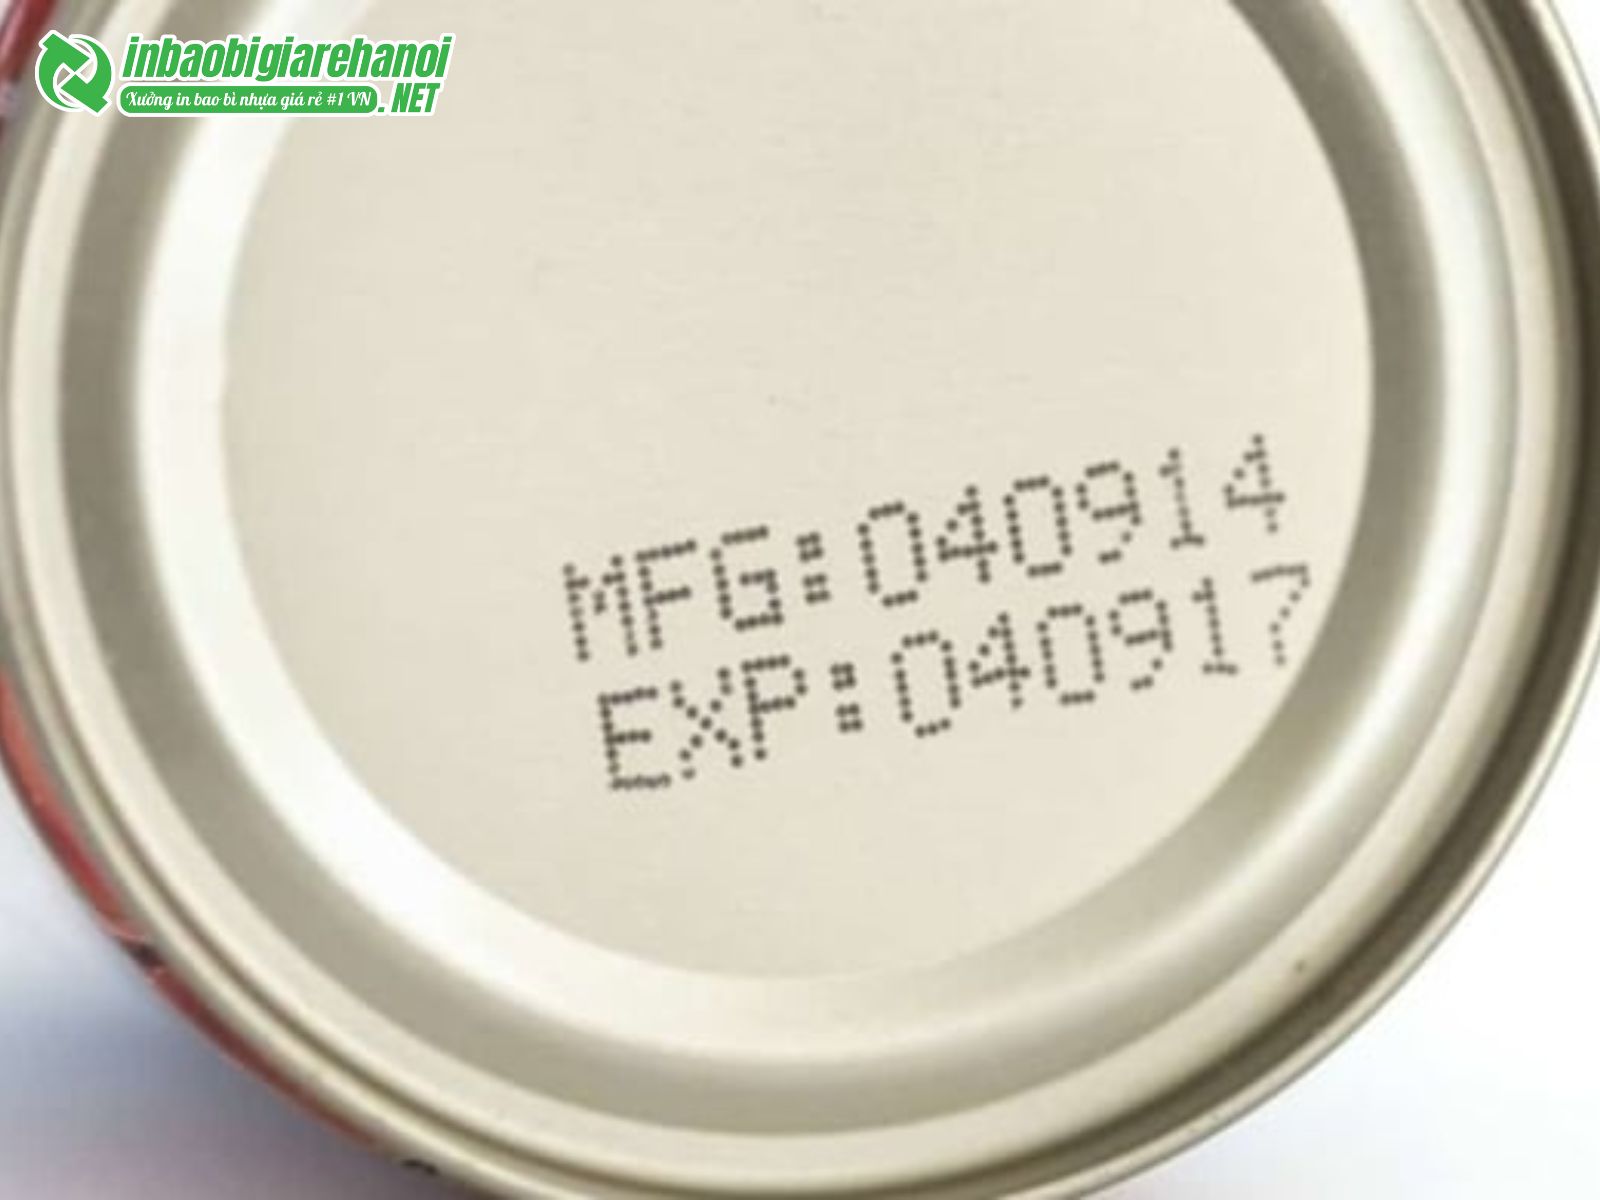 inbaobigiarehanoi
Xưởng in bao bì nhựa giá rẻ #1 VN .NET
MFG:040914
EXP:040917